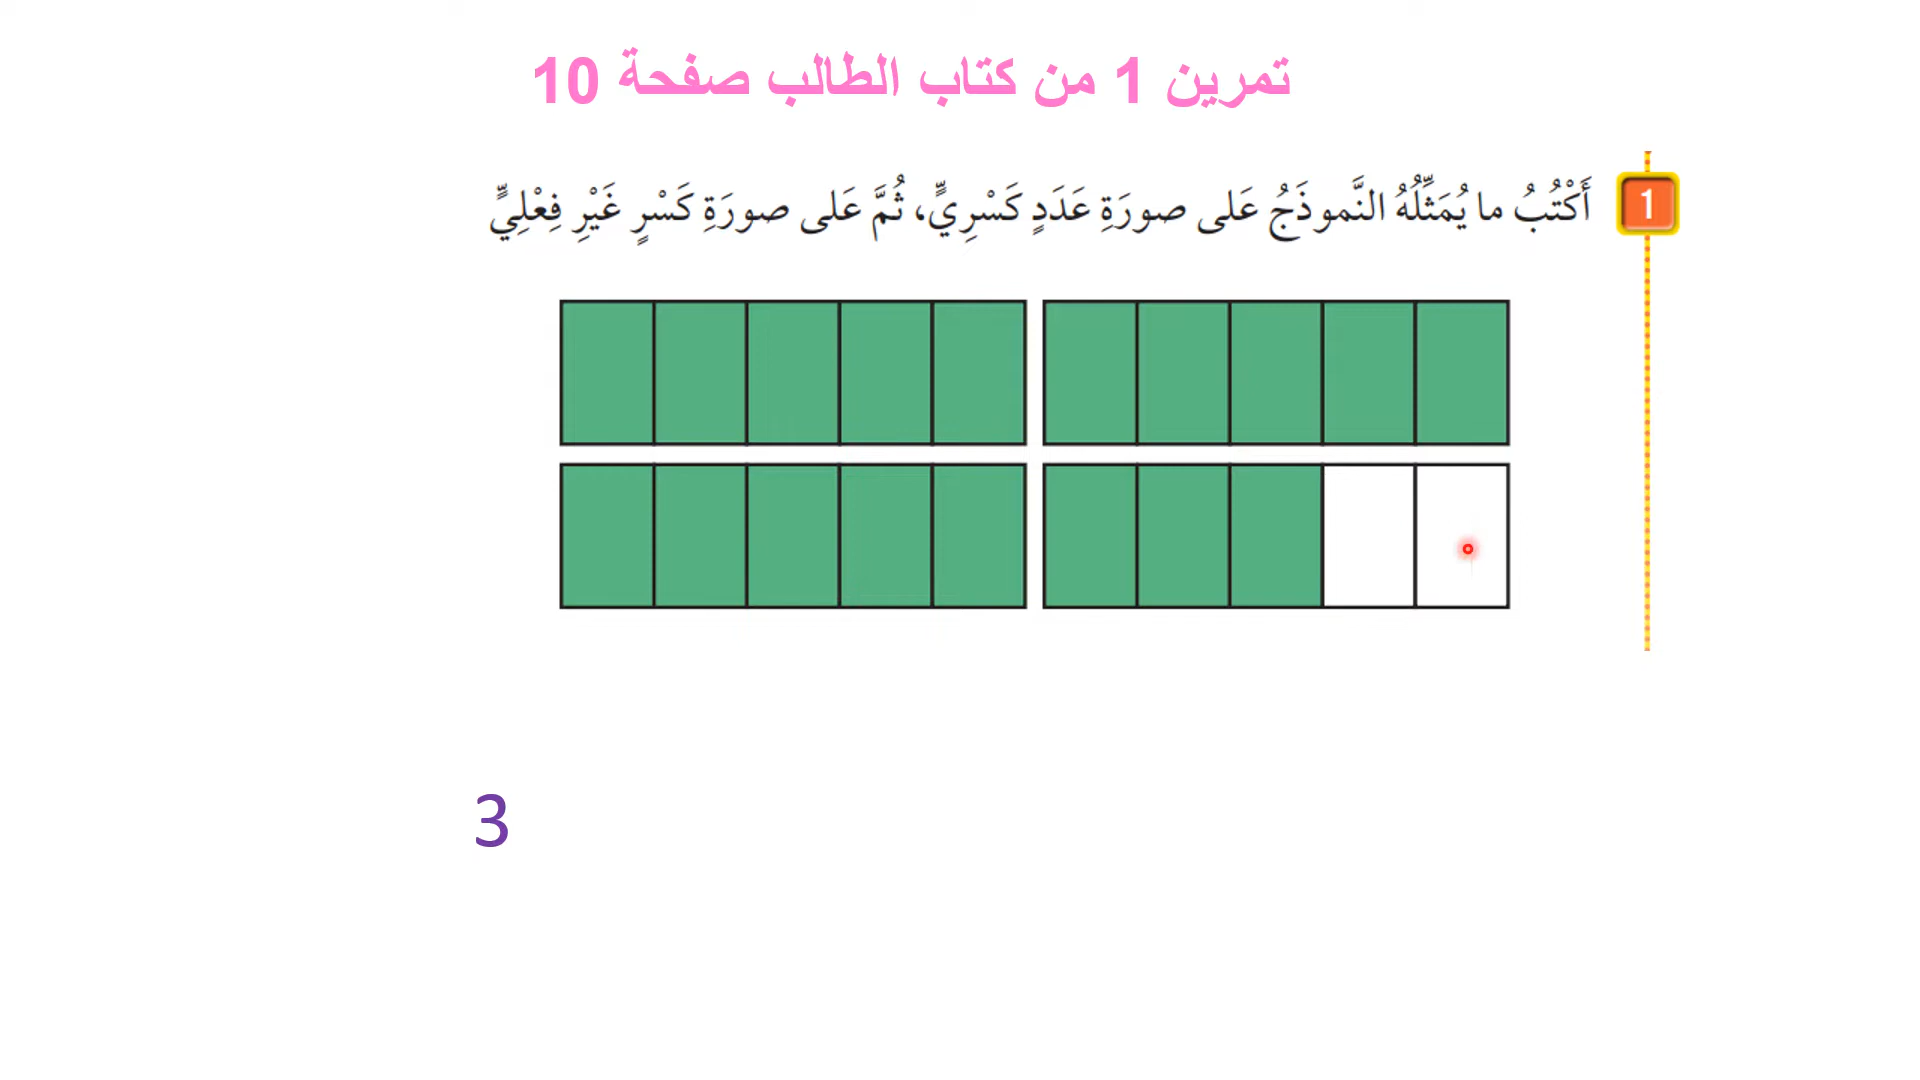 تمرين 1 من كتاب الطالب صفحة 10
1 أَكْتُبُ ما يُمَثِّلُهُ النَّموذَجُ عَلى صورَةِ عَدَدٍ كَسْرِيٍّ، ثُمَّ عَلى صورَةِ كَسْرٍ غَيْرِ فِعْلِيٍّ
3